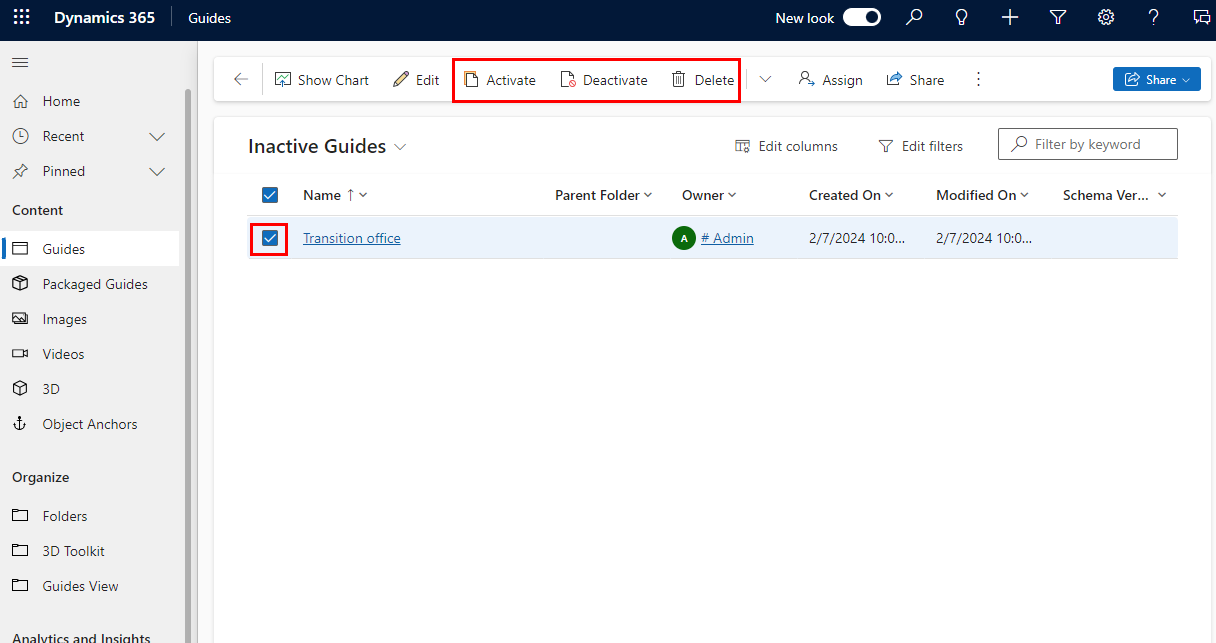 Dynamics 365 Guides New look
Show Chart Edit Activate Deactivate Delete Assign Share Share
Home
Recent
Pinned
Content
Guides
Packaged Guides
Images
Videos
3D
Object Anchors
Organize
Folders
3D Toolkit
Guides View
Analytics and Insights
Inactive Guides Edit columns Edit filters Filter by keyword
Name ↑ Parent Folder Owner Created On Modified On Schema Ver...
Transition office A # Admin 2/7/2024 10:0... 2/7/2024 10:0...